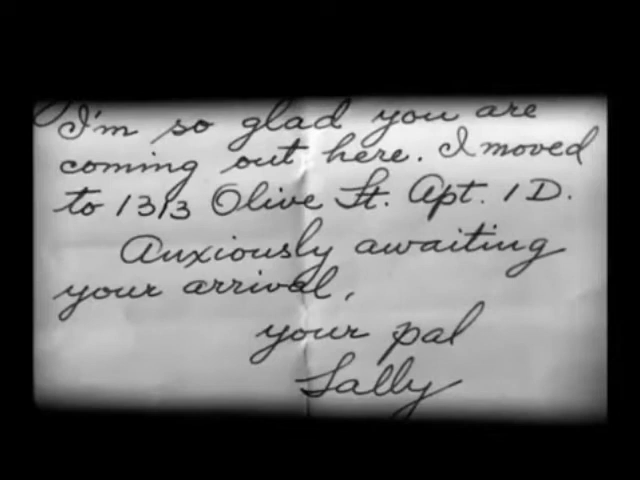 I'm so glad you are
coming out here. I moved
to 1313 Olive St. Apt. 1D.
Anxiously awaiting
your arrival,
your pal
Sally